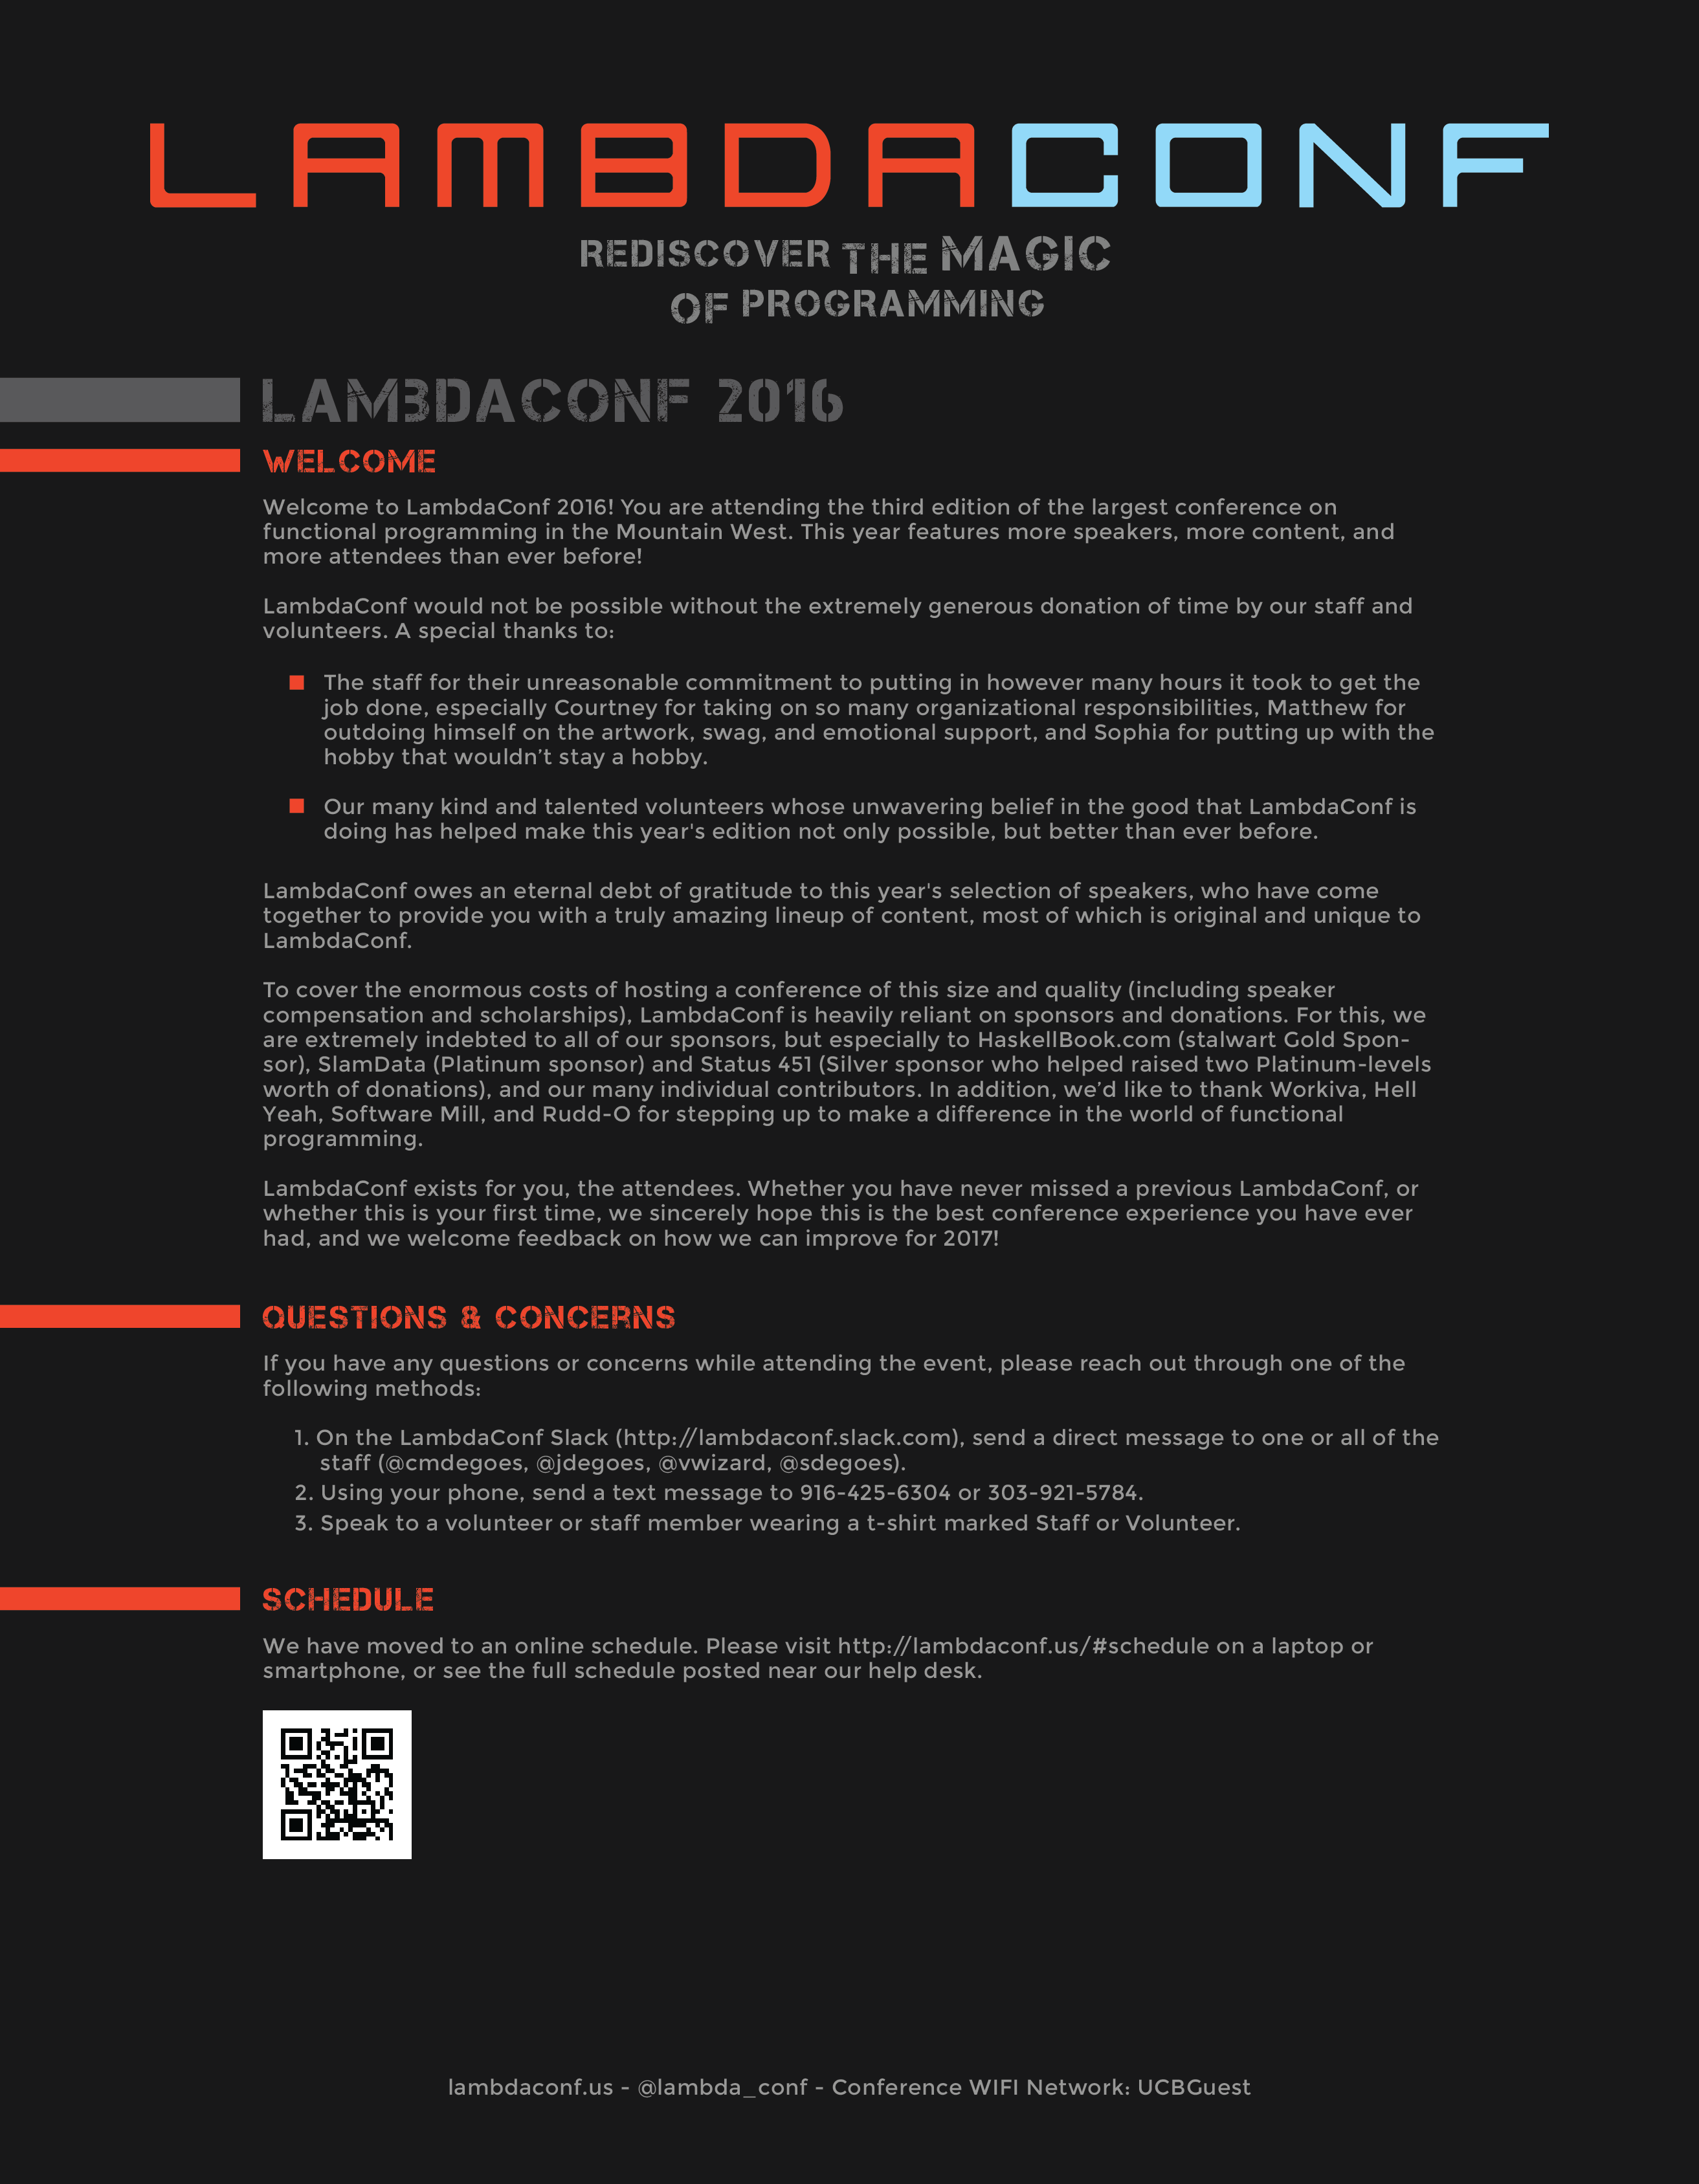 LAMBDACONF
REDISCOVER THE MAGIC
OF PROGRAMMING
LAMBDACONF 2016
WELCOME
Welcome to LambdaConf 2016! You are attending the third edition of the largest conference on
functional programming in the Mountain West. This year features more speakers, more content, and
more attendees than ever before!
LambdaConf would not be possible without the extremely generous donation of time by our staff and
volunteers. A special thanks to:
The staff for their unreasonable commitment to putting in however many hours it took to get the
job done, especially Courtney for taking on so many organizational responsibilities, Matthew for
outdoing himself on the artwork, swag, and emotional support, and Sophia for putting up with the
hobby that wouldn’t stay a hobby.
Our many kind and talented volunteers whose unwavering belief in the good that LambdaConf is
doing has helped make this year's edition not only possible, but better than ever before.
LambdaConf owes an eternal debt of gratitude to this year's selection of speakers, who have come
together to provide you with a truly amazing lineup of content, most of which is original and unique to
LambdaConf.
To cover the enormous costs of hosting a conference of this size and quality (including speaker
compensation and scholarships), LambdaConf is heavily reliant on sponsors and donations. For this, we
are extremely indebted to all of our sponsors, but especially to HaskellBook.com (stalwart Gold Spon-
sor), SlamData (Platinum sponsor) and Status 451 (Silver sponsor who helped raised two Platinum-levels
worth of donations), and our many individual contributors. In addition, we’d like to thank Workiva, Hell
Yeah, Software Mill, and Rudd-O for stepping up to make a difference in the world of functional
programming.
LambdaConf exists for you, the attendees. Whether you have never missed a previous LambdaConf, or
whether this is your first time, we sincerely hope this is the best conference experience you have ever
had, and we welcome feedback on how we can improve for 2017!
QUESTIONS & CONCERNS
If you have any questions or concerns while attending the event, please reach out through one of the
following methods:
1. On the LambdaConf Slack (http://lambdaconf.slack.com), send a direct message to one or all of the
staff (@cmdegoes, @jdegoes, @vwizard, @sdegoes).
2. Using your phone, send a text message to 916-425-6304 or 303-921-5784.
3. Speak to a volunteer or staff member wearing a t-shirt marked Staff or Volunteer.
SCHEDULE
We have moved to an online schedule. Please visit http://lambdaconf.us/#schedule on a laptop or
smartphone, or see the full schedule posted near our help desk.
lambdaconf.us - @lambda_conf - Conference WIFI Network: UCBGuest